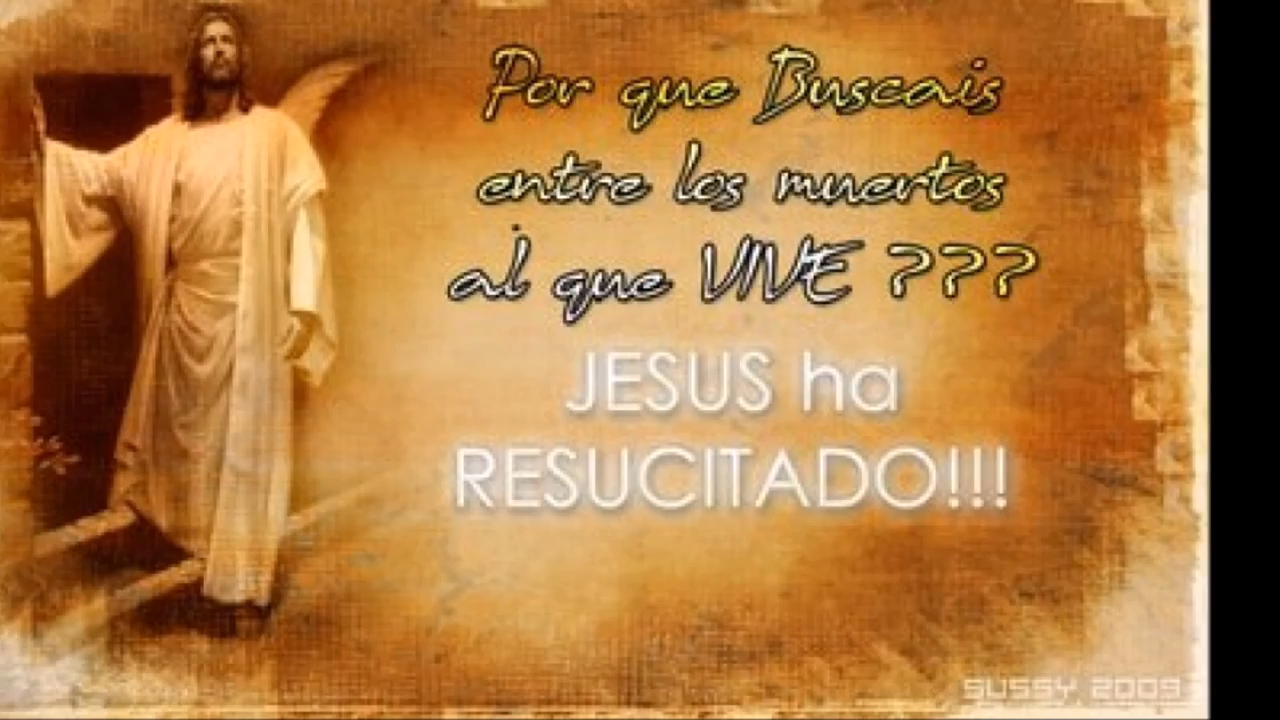 Por que Buscais
entre los muertos
al que VIVE ???
JESUS ha
RESUCITADO!!!
SUSSY 2009